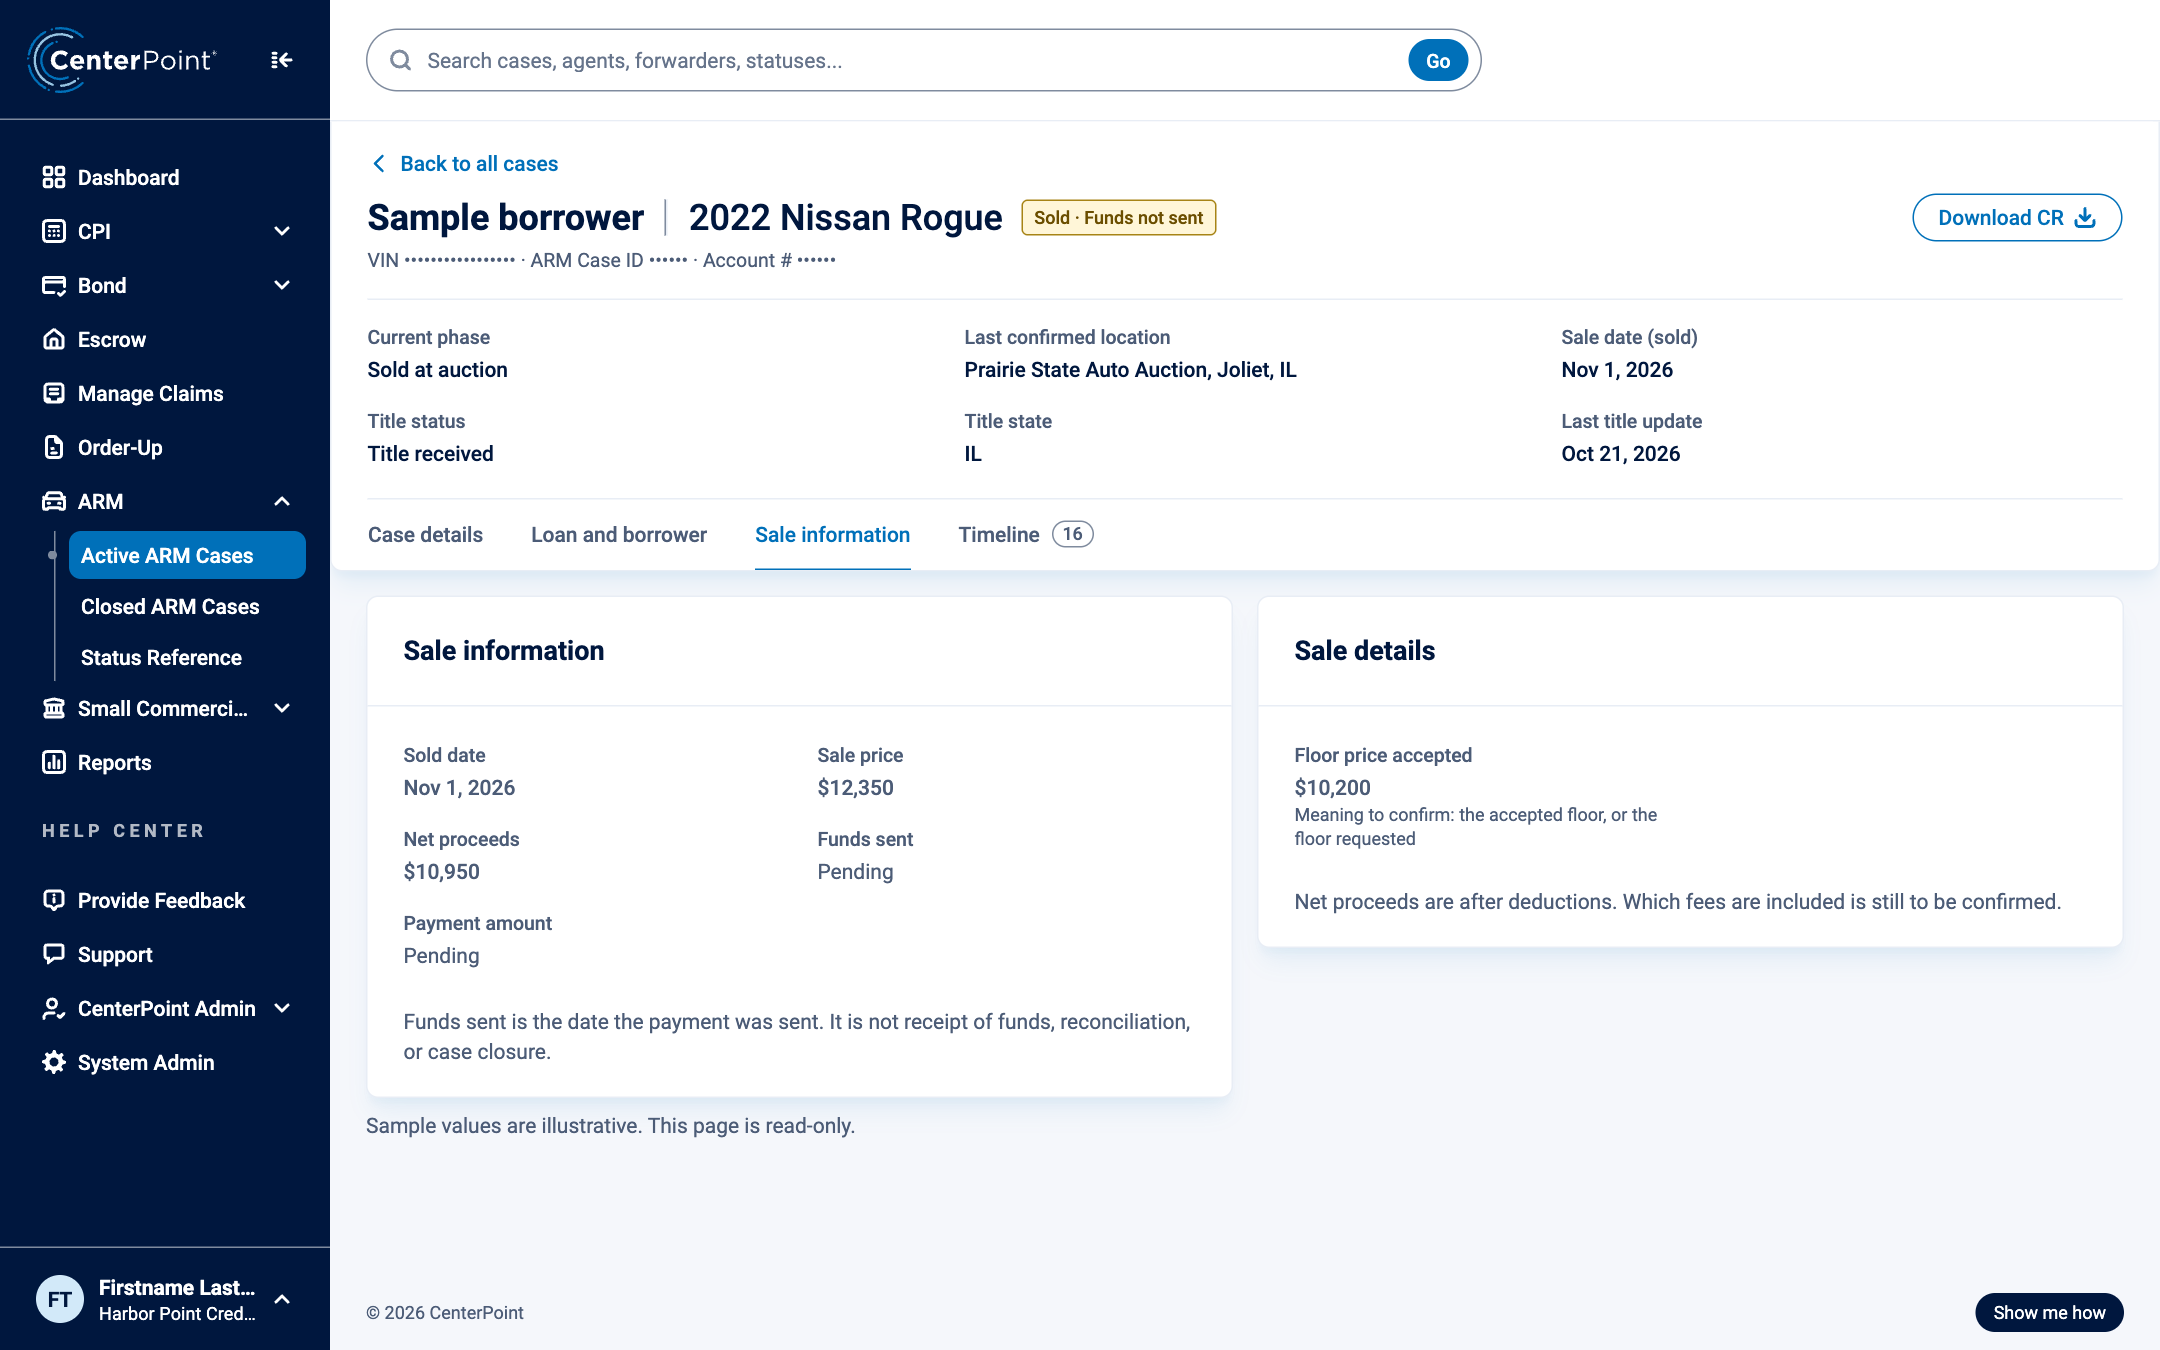 CenterPoint
Search cases, agents, forwarders, statuses...
Go
Dashboard
CPI
Bond
Escrow
Manage Claims
Order-Up
ARM
Active ARM Cases
Closed ARM Cases
Status Reference
Small Commerci...
Reports
HELP CENTER
Provide Feedback
Support
CenterPoint Admin
System Admin
FT
Firstname Last...
Harbor Point Cred...
Back to all cases
Sample borrower | 2022 Nissan Rogue
Sold · Funds not sent
Download CR
VIN ················· · ARM Case ID ······ · Account # ······
Current phase
Sold at auction
Last confirmed location
Prairie State Auto Auction, Joliet, IL
Sale date (sold)
Nov 1, 2026
Title status
Title received
Title state
IL
Last title update
Oct 21, 2026
Case details
Loan and borrower
Sale information
Timeline 16
Sale information
Sold date
Nov 1, 2026
Sale price
$12,350
Net proceeds
$10,950
Funds sent
Pending
Payment amount
Pending
Funds sent is the date the payment was sent. It is not receipt of funds, reconciliation,
or case closure.
Sale details
Floor price accepted
$10,200
Meaning to confirm: the accepted floor, or the
floor requested
Net proceeds are after deductions. Which fees are included is still to be confirmed.
Sample values are illustrative. This page is read-only.
© 2026 CenterPoint
Show me how